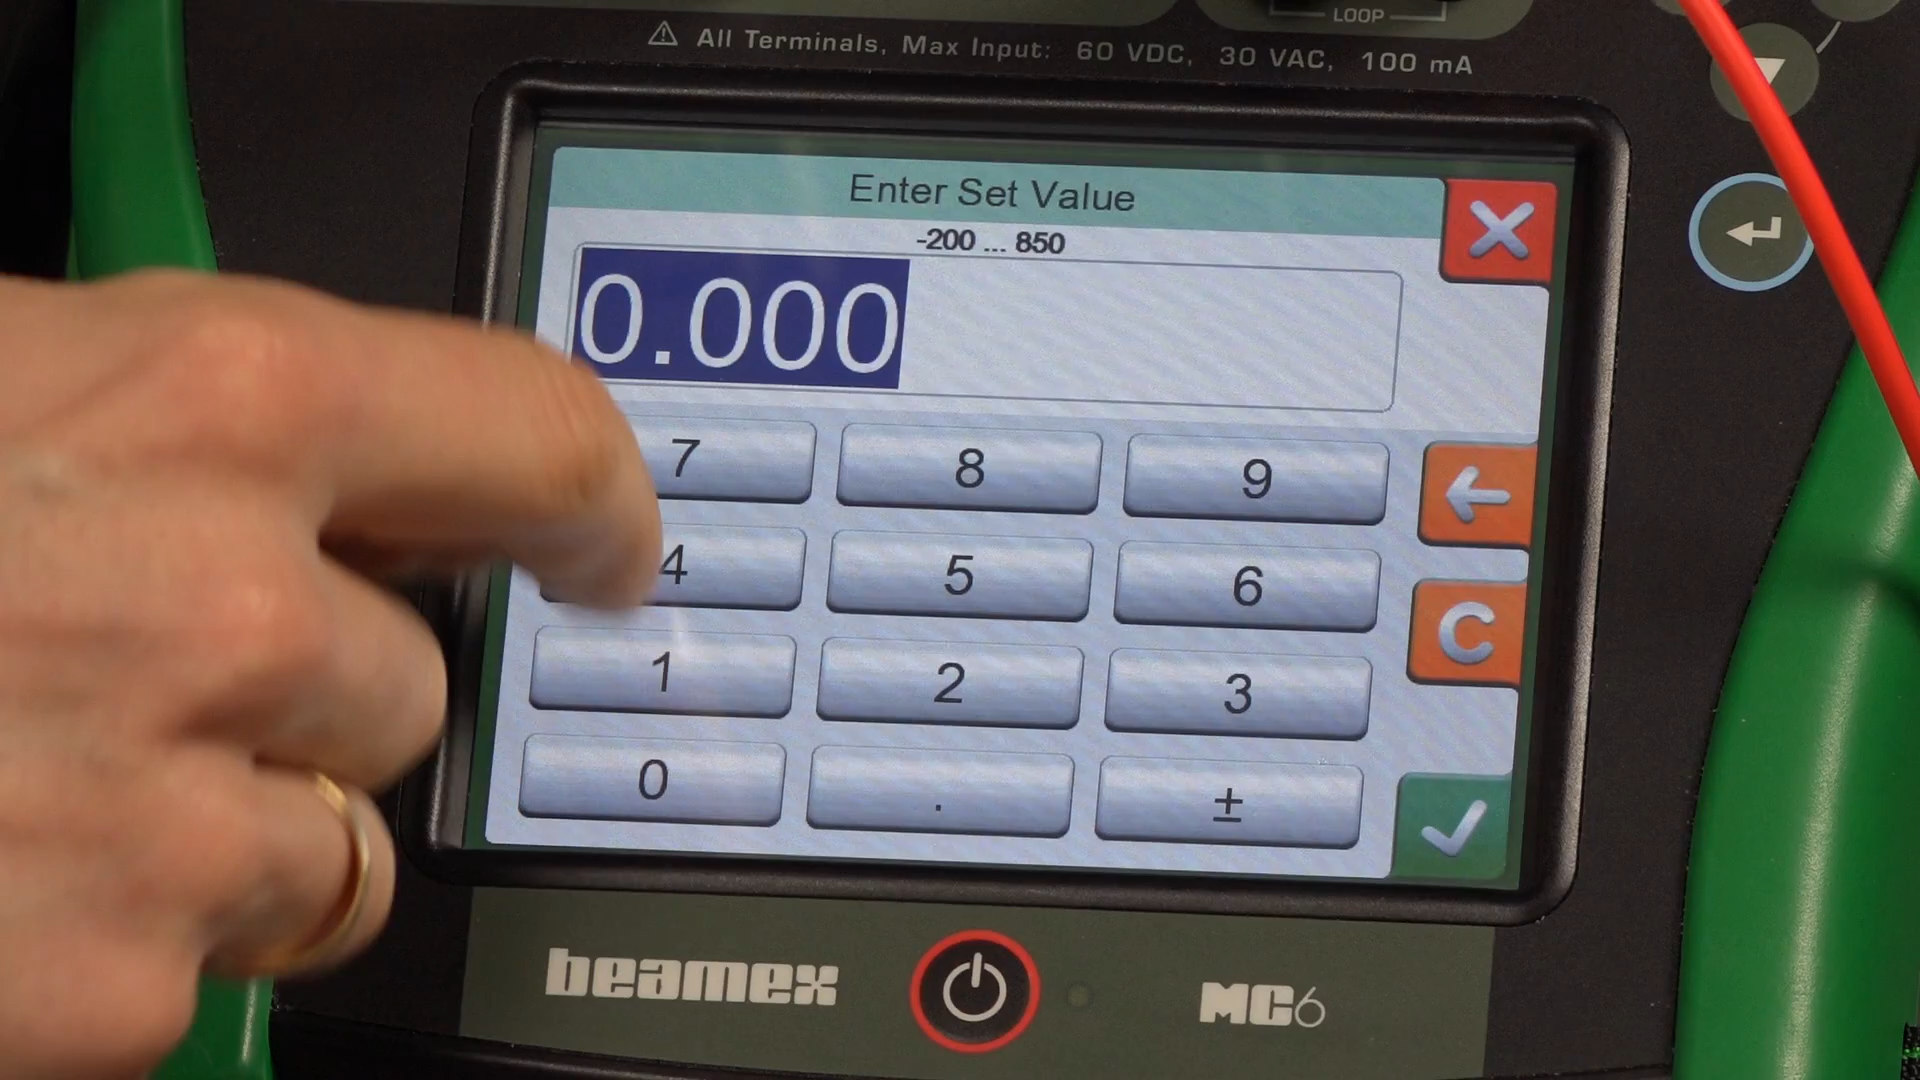 LOOP
⚠ All Terminals, Max Input: 60 VDC, 30 VAC, 100 mA
Enter Set Value
-200 ... 850
0.000
7 8 9
4 5 6
C
1 2 3
0 . ±
beamex MC6